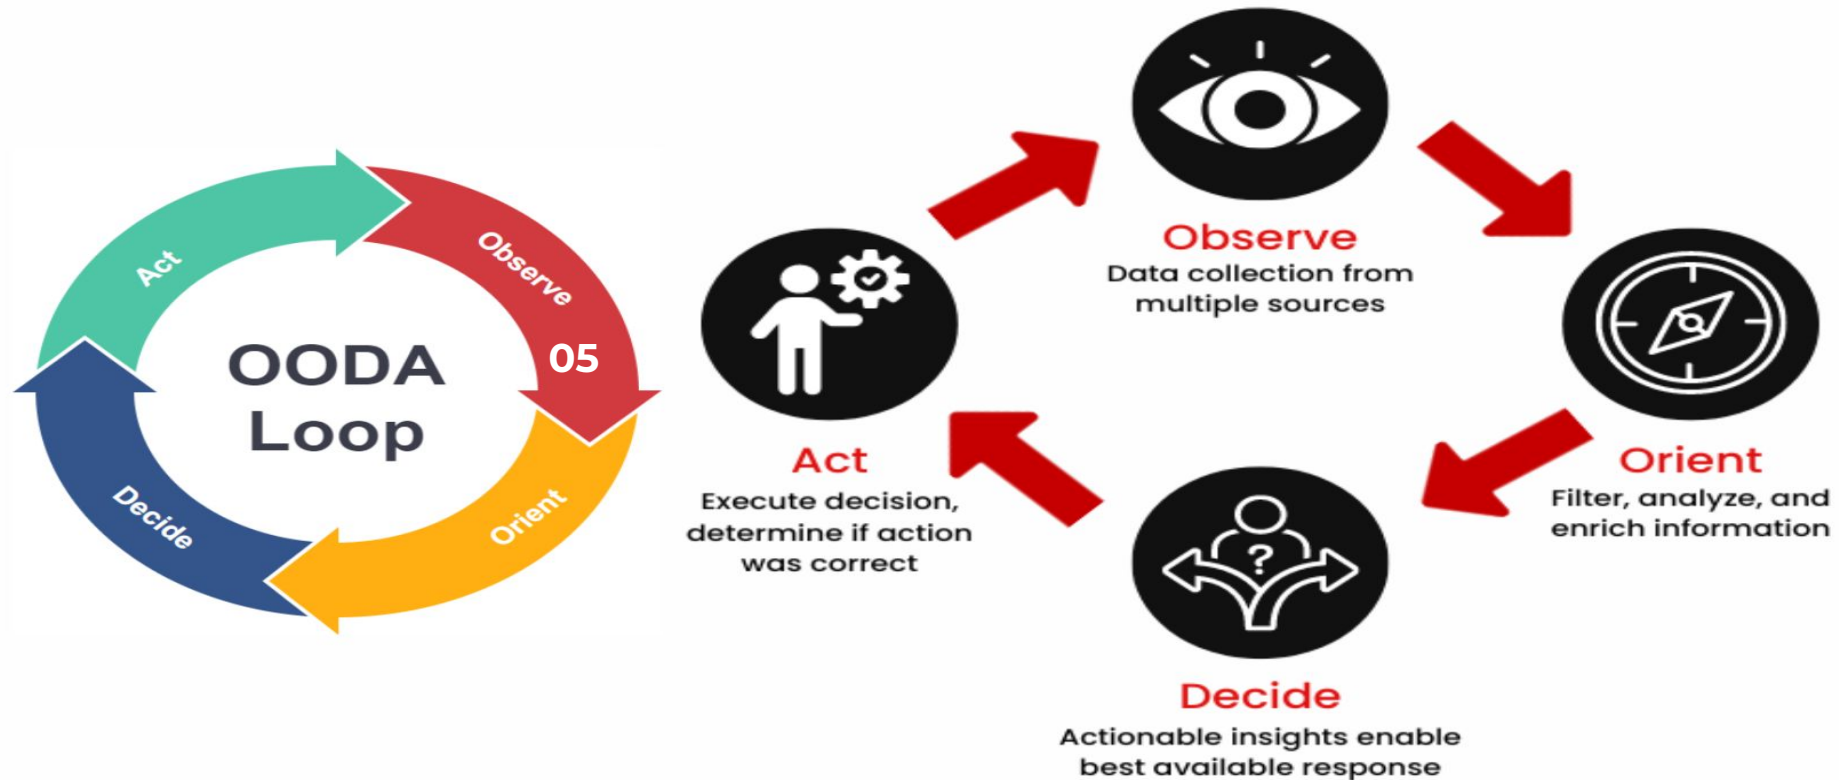 Act
Observe
05
OODA
Loop
Decide
Orient
Observe
Data collection from
multiple sources
Orient
Filter, analyze, and
enrich information
?
Decide
Actionable insights enable
best available response
Act
Execute decision,
determine if action
was correct